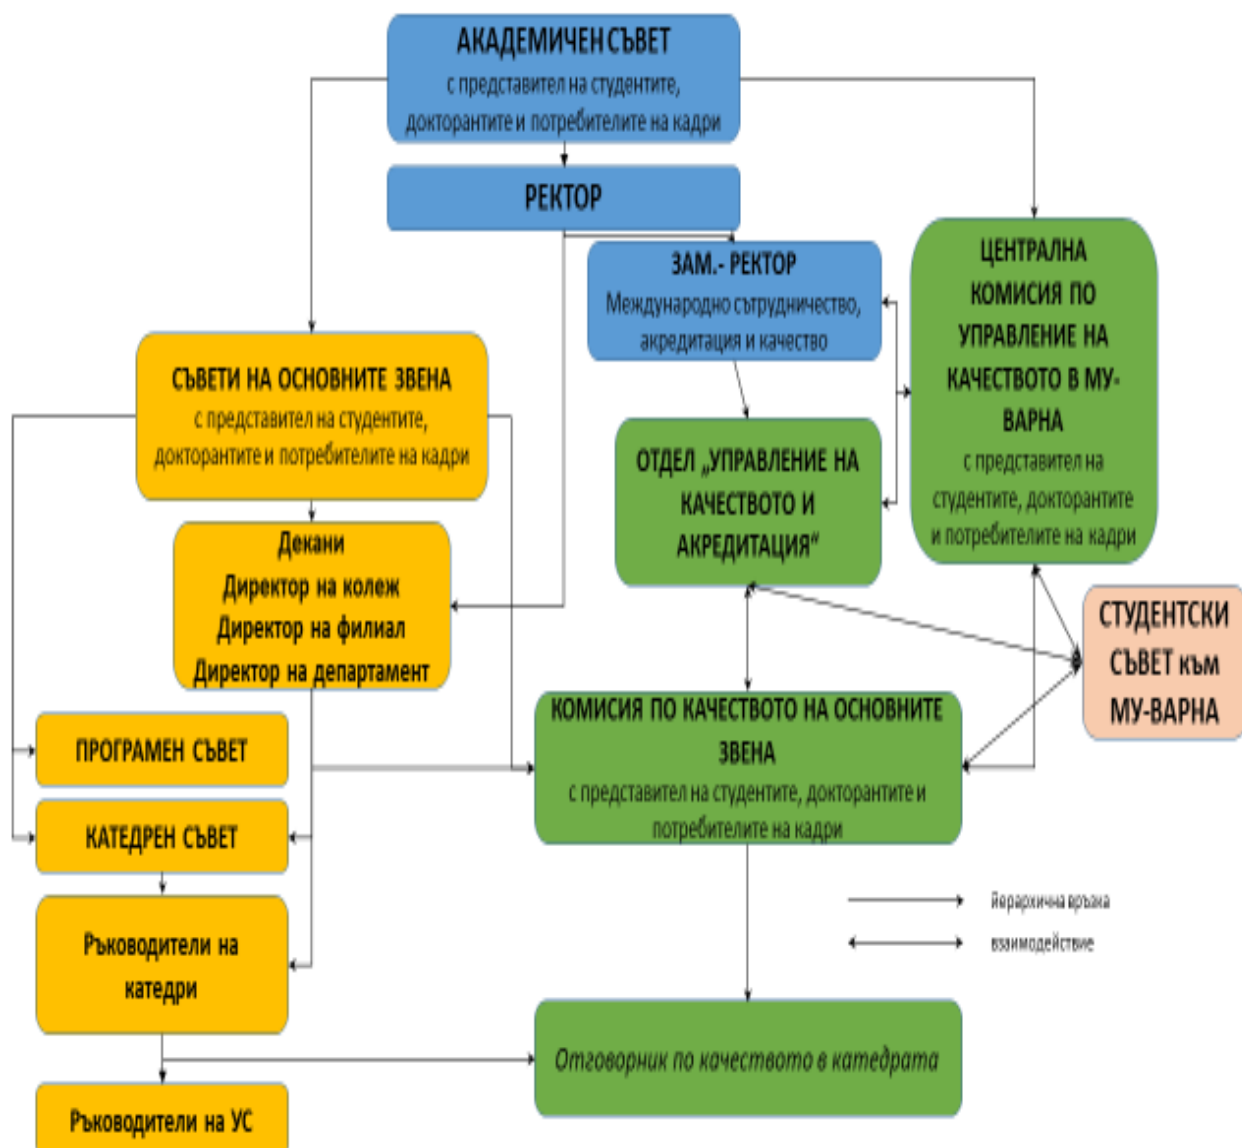 АКАДЕМИЧЕН СЪВЕТ
с представител на студентите,
докторантите и потребителите на кадри
РЕКТОР
ЗАМ.- РЕКТОР
Международно сътрудничество,
акредитация и качество
ЦЕНТРАЛНА
КОМИСИЯ ПО
УПРАВЛЕНИЕ НА
КАЧЕСТВОТО В МУ-
ВАРНА
с представител на
студентите, докторантите
и потребителите на кадри
СЪВЕТИ НА ОСНОВНИТЕ ЗВЕНА
с представител на студентите,
докторантите и потребителите на кадри
ОТДЕЛ „УПРАВЛЕНИЕ НА
КАЧЕСТВОТО И
АКРЕДИТАЦИЯ“
Декани
Директор на колеж
Директор на филиал
Директор на департамент
СТУДЕНТСКИ
СЪВЕТ към
МУ-ВАРНА
КОМИСИЯ ПО КАЧЕСТВОТО НА ОСНОВНИТЕ
ЗВЕНА
с представител на студентите, докторантите и
потребителите на кадри
ПРОГРАМЕН СЪВЕТ
КАТЕДРЕН СЪВЕТ
Ръководители на
катедри
йерархична връзка
взаимодействие
Отговорник по качеството в катедрата
Ръководители на УС